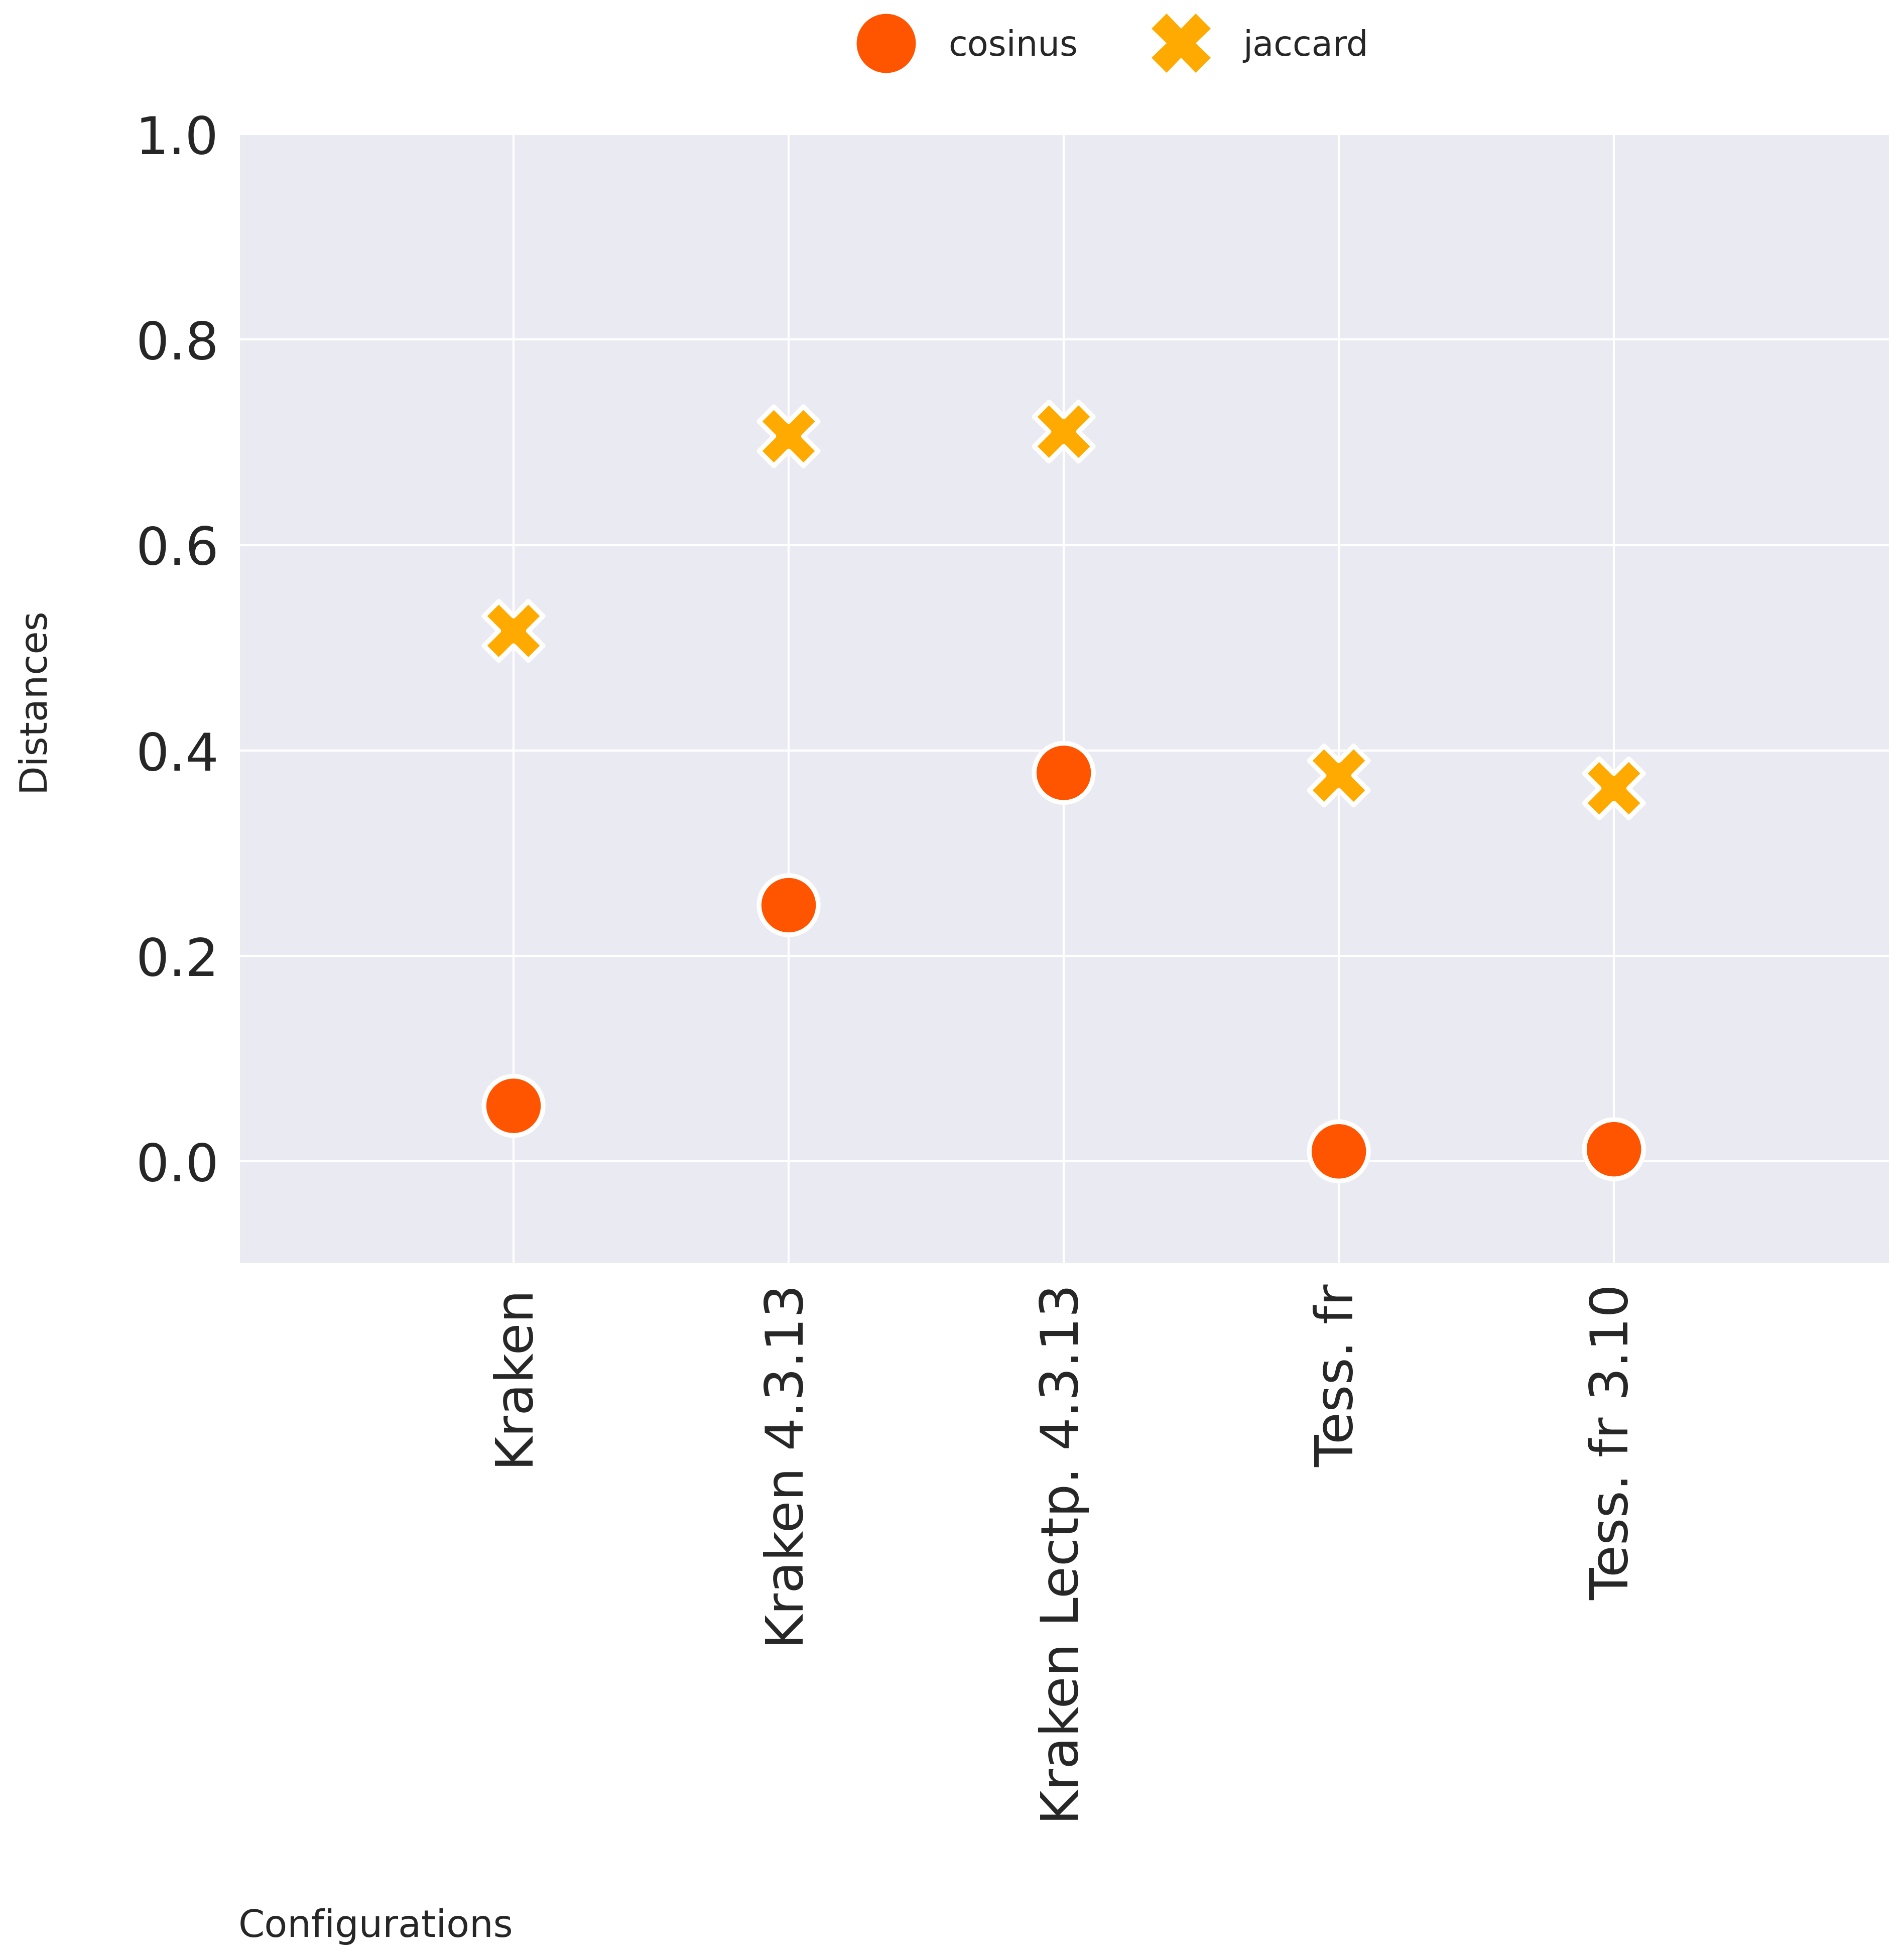 cosinus jaccard
1.0
0.8
0.6
0.4
0.2
0.0
Distances
Kraken
Kraken 4.3.13
Kraken Lectp. 4.3.13
Tess. fr
Tess. fr 3.10
Configurations